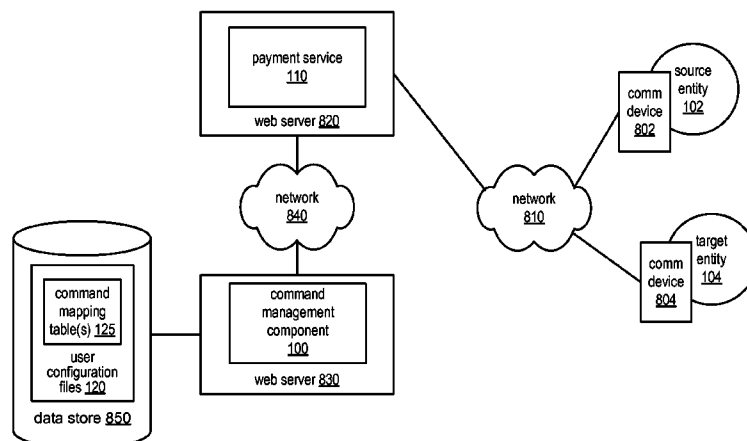 payment service
110
web server 820
network
840
command
management
component
100
web server 830
command
mapping
table(s) 125
user
configuration
files 120
data store 850
network
810
comm
device
802
source
entity
102
comm
device
804
target
entity
104